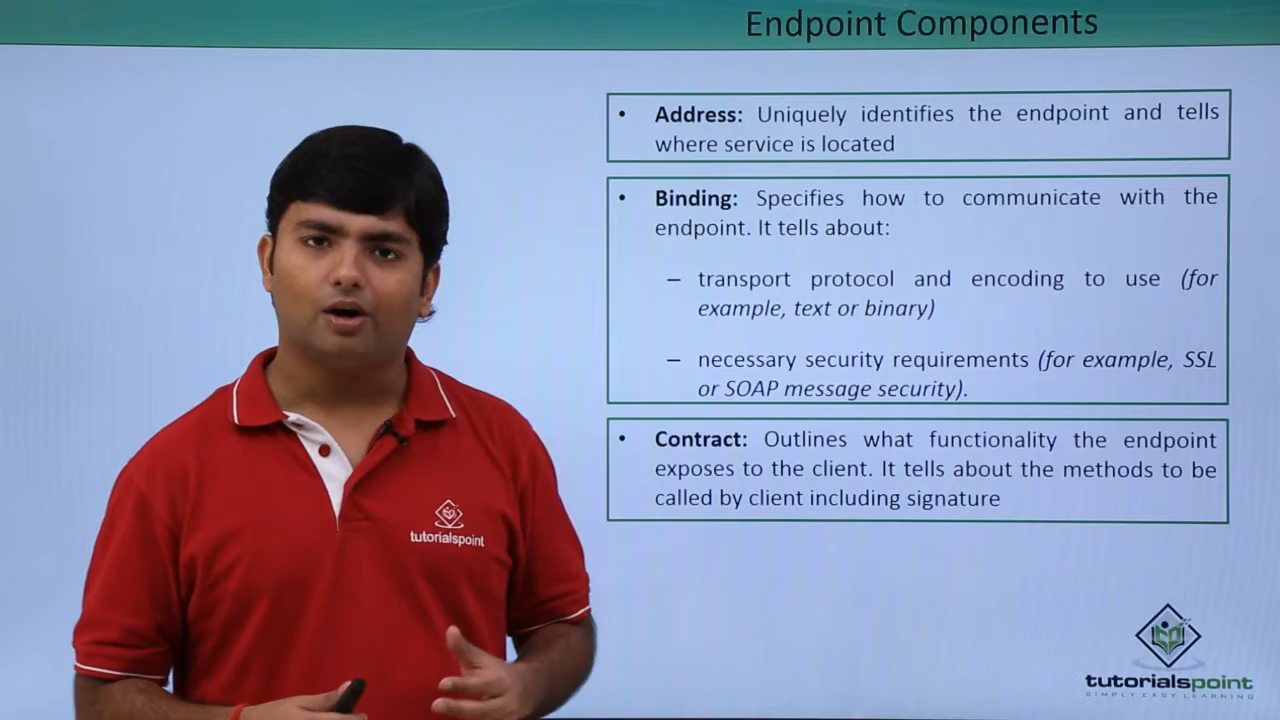 Endpoint Components
• Address: Uniquely identifies the endpoint and tells
where service is located
• Binding: Specifies how to communicate with the
endpoint. It tells about:
– transport protocol and encoding to use (for
example, text or binary)
– necessary security requirements (for example, SSL
or SOAP message security).
• Contract: Outlines what functionality the endpoint
exposes to the client. It tells about the methods to be
called by client including signature
tutorialspoint
tutorialspoint
SIMPLY EASY LEARNING